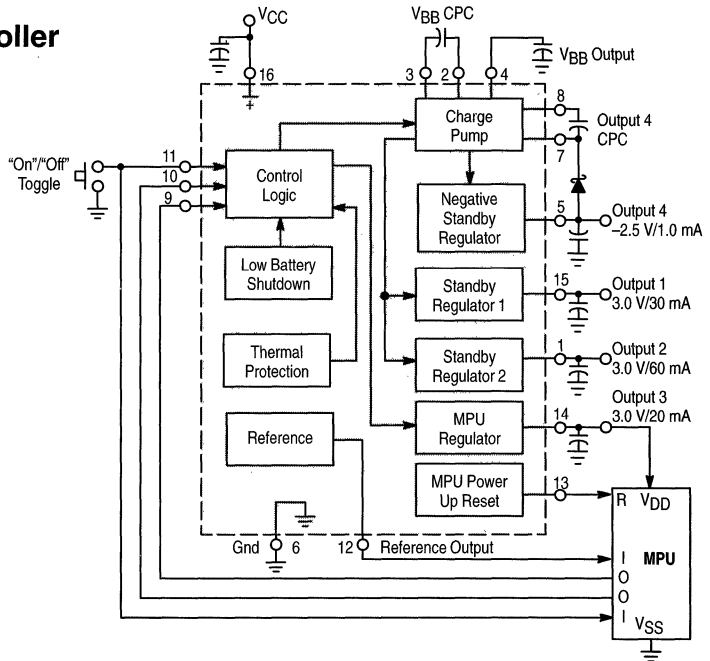 oller
VCC
VBB CPC
VBB Output
16
3
2
4
+
Charge
Pump
8
Output 4
CPC
7
"On"/"Off"
Toggle
11
10
9
Control
Logic
Negative
Standby
Regulator
5
Output 4
–2.5 V/1.0 mA
Low Battery
Shutdown
Standby
Regulator 1
15
Output 1
3.0 V/30 mA
Thermal
Protection
Standby
Regulator 2
1
Output 2
3.0 V/60 mA
Reference
MPU
Regulator
14
Output 3
3.0 V/20 mA
MPU Power
Up Reset
13
R
VDD
Gnd
6
12
Reference Output
I
MPU
O
O
I
VSS